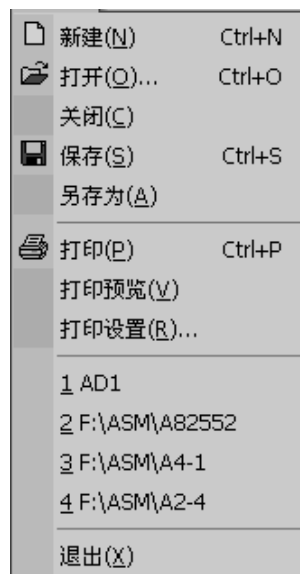 新建(N) Ctrl+N
打开(O)... Ctrl+O
关闭(C)
保存(S) Ctrl+S
另存为(A)
打印(P) Ctrl+P
打印预览(V)
打印设置(R)...
1 AD1
2 F:\ASM\A82552
3 F:\ASM\A4-1
4 F:\ASM\A2-4
退出(X)